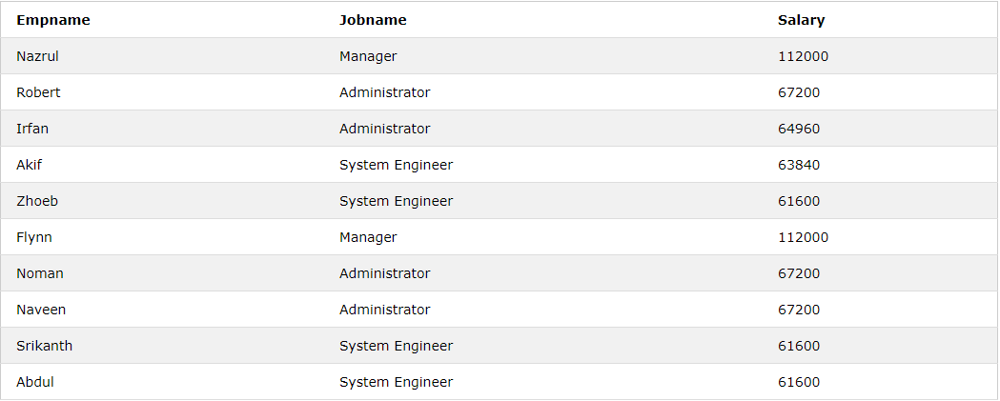 Empname Jobname Salary
Nazrul Manager 112000
Robert Administrator 67200
Irfan Administrator 64960
Akif System Engineer 63840
Zhoeb System Engineer 61600
Flynn Manager 112000
Noman Administrator 67200
Naveen Administrator 67200
Srikanth System Engineer 61600
Abdul System Engineer 61600